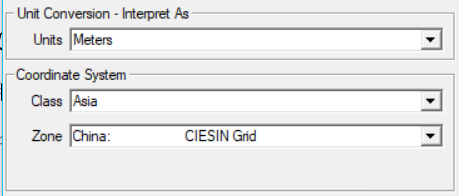 Unit Conversion - Interpret As
Units Meters
Coordinate System
Class Asia
Zone China: CIESIN Grid